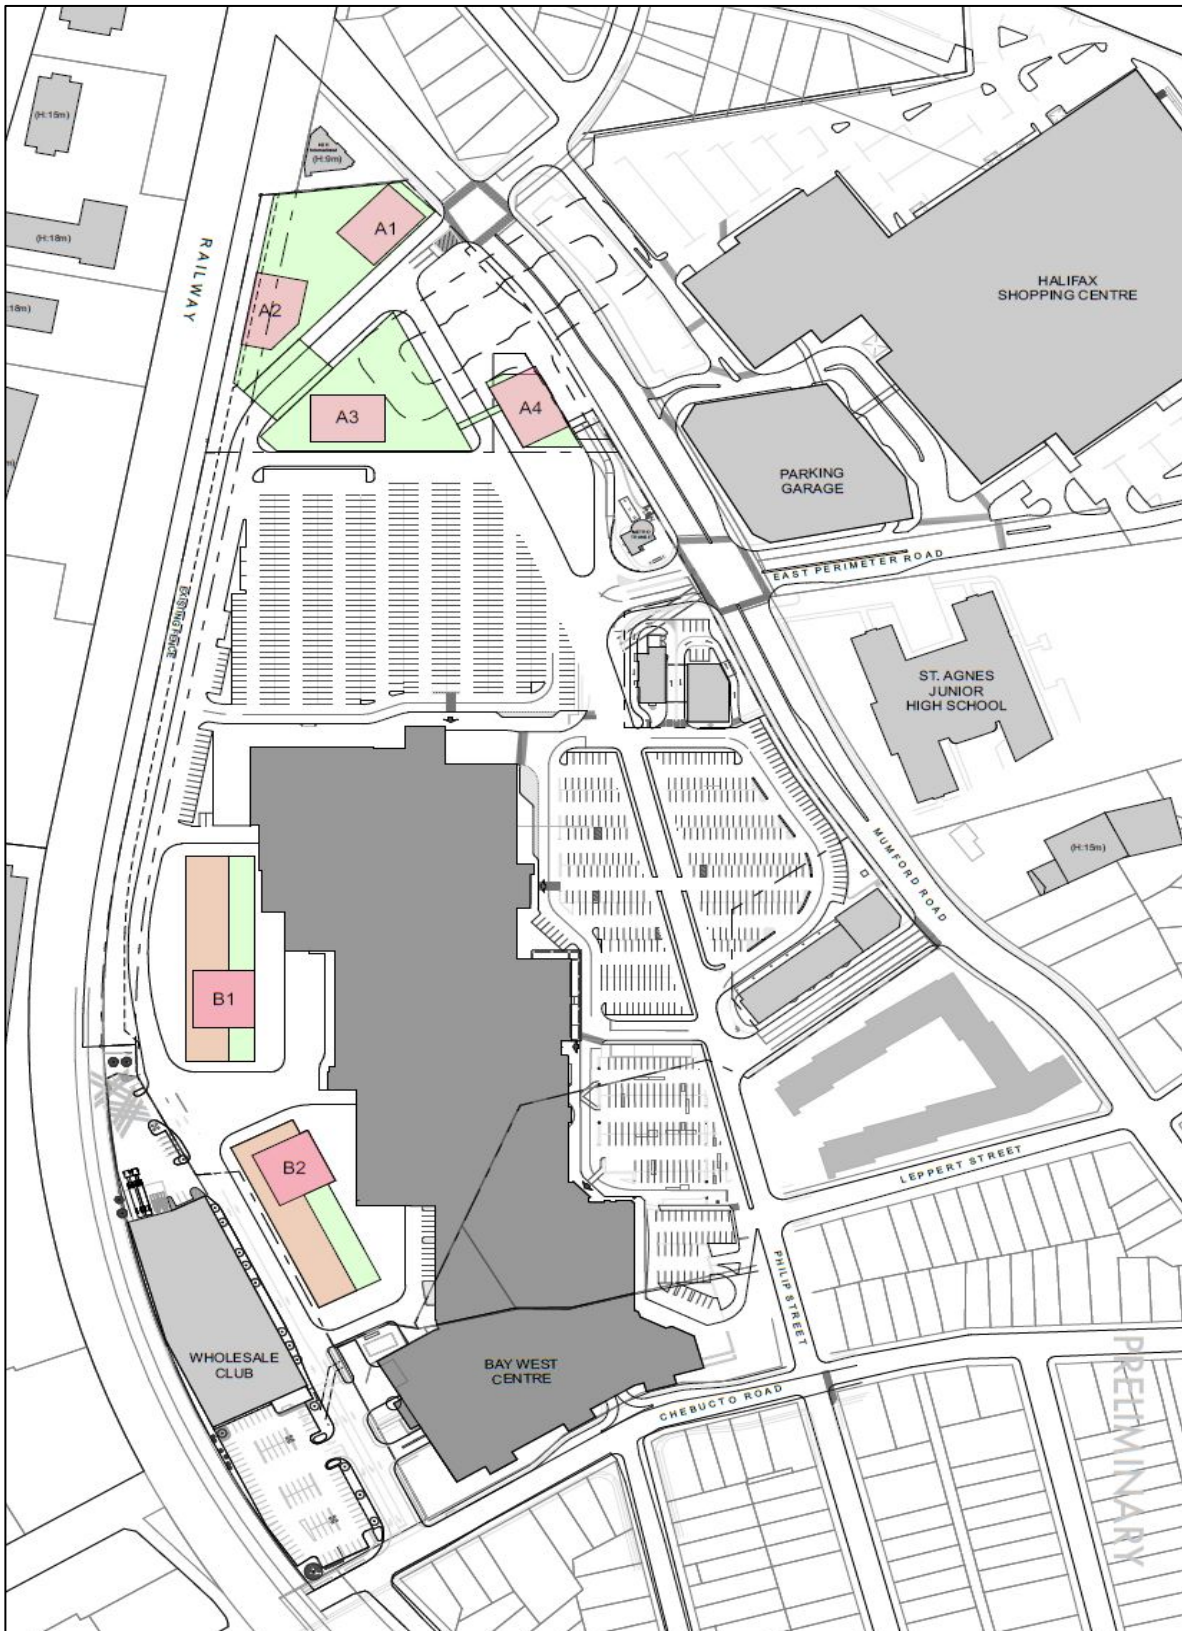 (H:15m)
(H:9m)
(H:18m)
:18m)
RAILWAY
A1
A2
A3
A4
HALIFAX
SHOPPING CENTRE
PARKING
GARAGE
EAST PERIMETER ROAD
EXISTING FENCE
ST. AGNES
JUNIOR
HIGH SCHOOL
MUMFORD ROAD
(H:15m)
B1
B2
LEPPERT STREET
PHILIP STREET
WHOLESALE
CLUB
BAY WEST
CENTRE
CHEBUCTO ROAD
PRELIMINARY